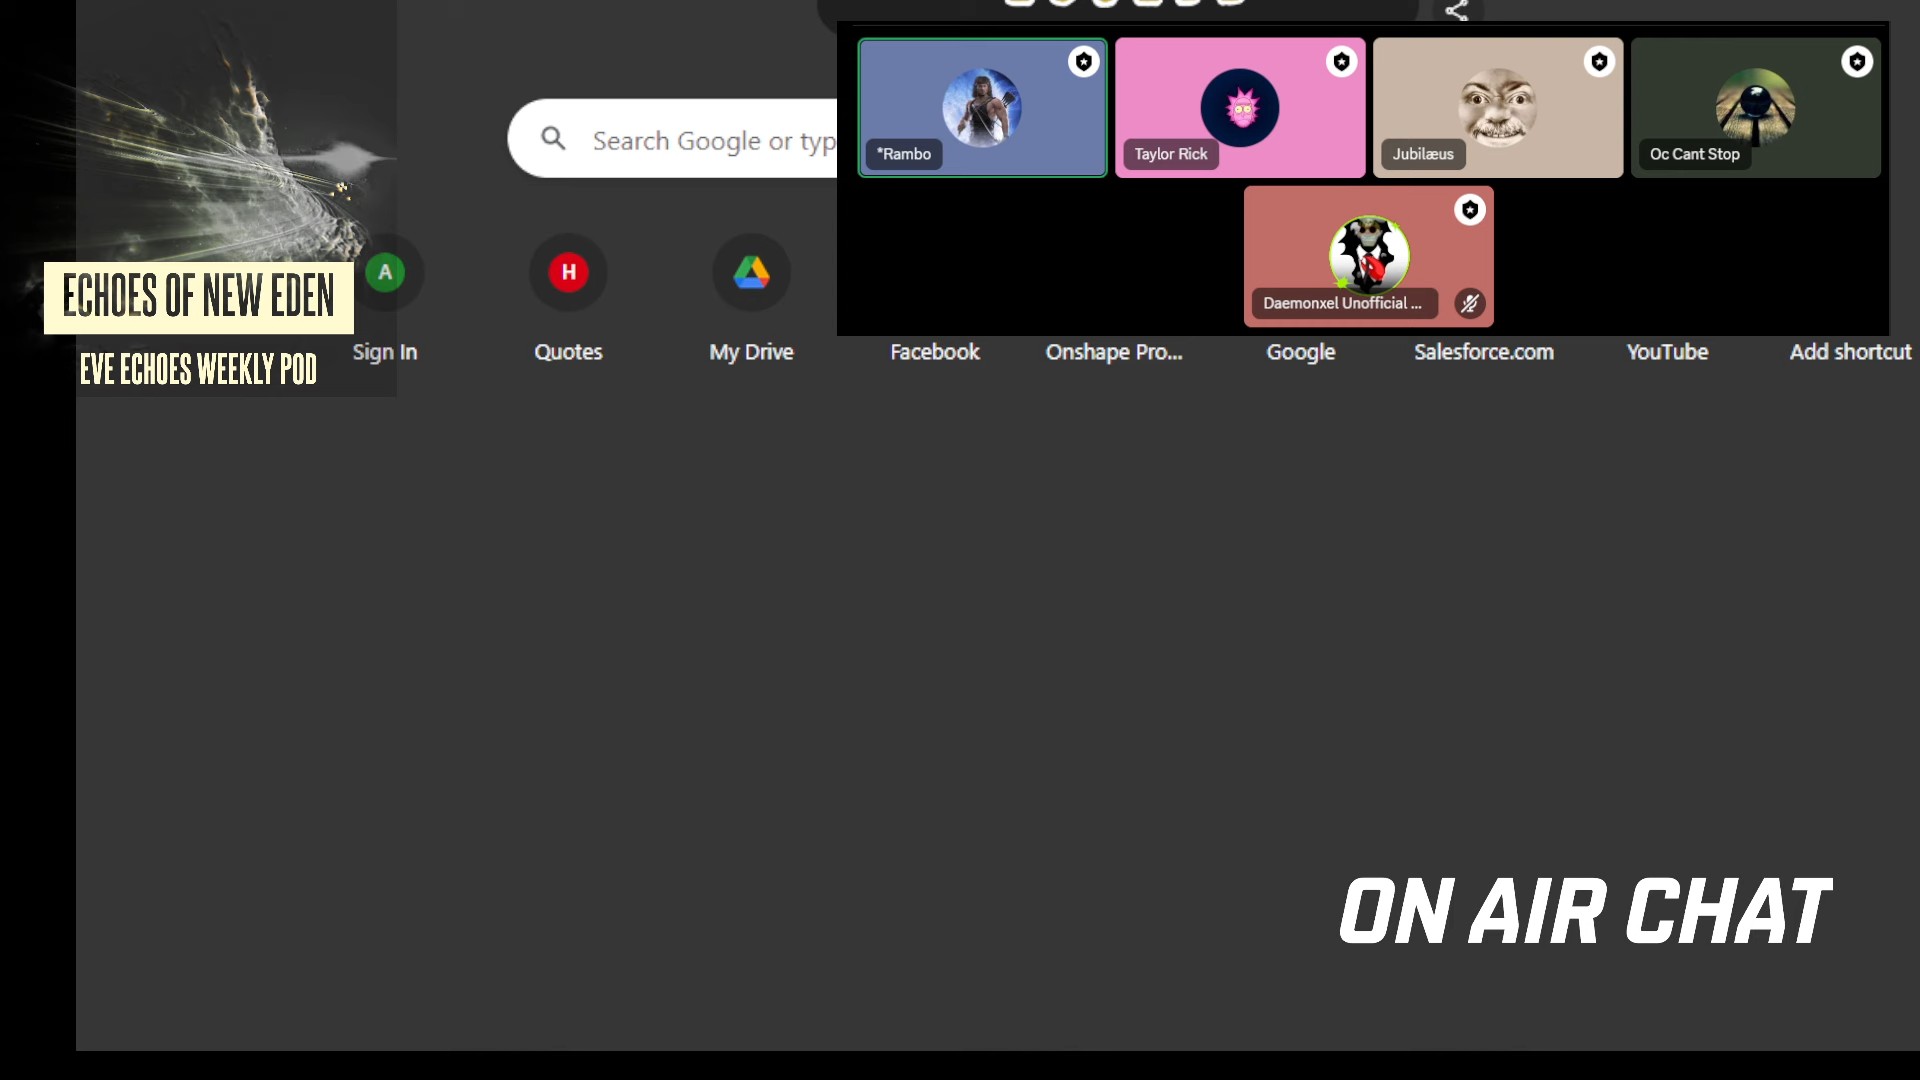 Search Google or typ
*Rambo
Taylor Rick
Jubilæus
Oc Cant Stop
Daemonxel Unofficial ...
ECHOES OF NEW EDEN
EVE ECHOES WEEKLY POD
A
H
Sign In
Quotes
My Drive
Facebook
Onshape Pro...
Google
Salesforce.com
YouTube
Add shortcut
ON AIR CHAT